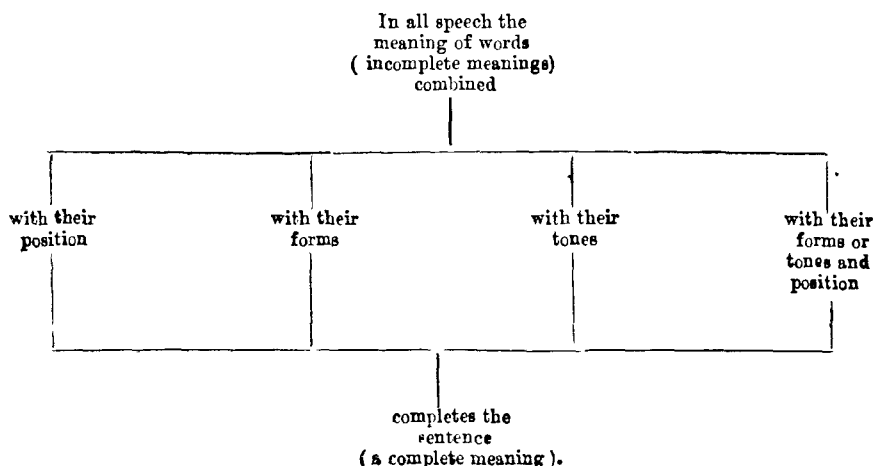 In all speech the
meaning of words
( incomplete meanings)
combined
with their
position
with their
forms
with their
tones
with their
forms or
tones and
position
completes the
sentence
( a complete meaning ).